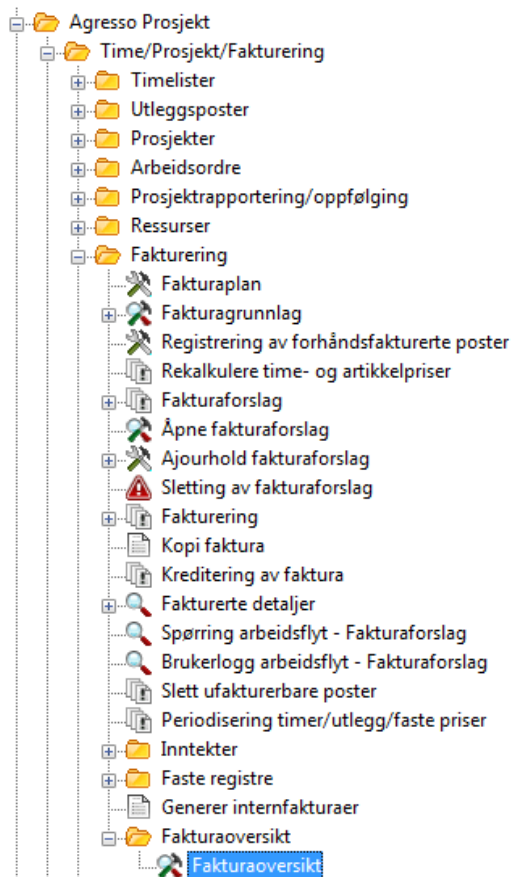 Agresso Prosjekt
Time/Prosjekt/Fakturering
Timelister
Utleggsposter
Prosjekter
Arbeidsordre
Prosjektrapportering/oppfølging
Ressurser
Fakturering
Fakturaplan
Fakturagrunnlag
Registrering av forhåndsfakturerte poster
Rekalkulere time- og artikkelpriser
Fakturaforslag
Åpne fakturaforslag
Ajourhold fakturaforslag
Sletting av fakturaforslag
Fakturering
Kopi faktura
Kreditering av faktura
Fakturerte detaljer
Spørring arbeidsflyt - Fakturaforslag
Brukerlogg arbeidsflyt - Fakturaforslag
Slett ufakturerbare poster
Periodisering timer/utlegg/faste priser
Inntekter
Faste registre
Generer internfakturaer
Fakturaoversikt
Fakturaoversikt